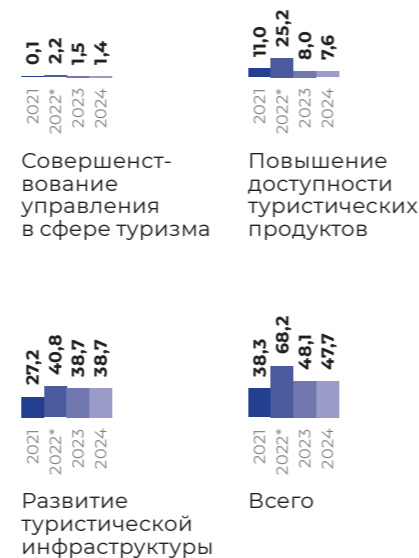 0,1 2,2 1,5 1,4
2021 2022* 2023 2024
Совершенст-
вование
управления
в сфере туризма
11,0 25,2 8,0 7,6
2021 2022* 2023 2024
Повышение
доступности
туристических
продуктов
27,2 40,8 38,7 38,7
2021 2022* 2023 2024
Развитие
туристической
инфраструктуры
38,3 68,2 48,1 47,7
2021 2022* 2023 2024
Всего